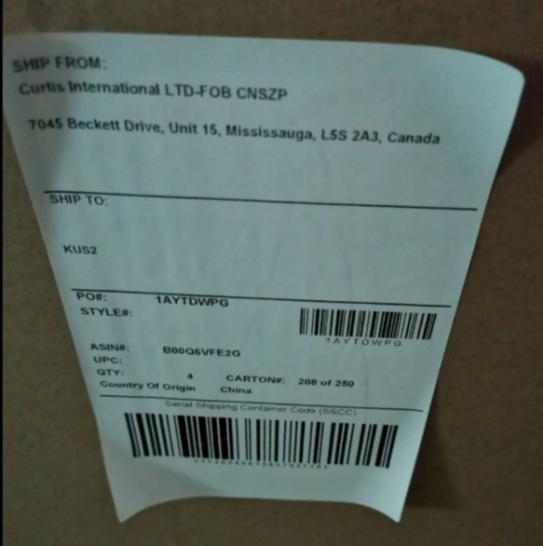 SHIP FROM:
Curtis International LTD-FOB CNSZP
7045 Beckett Drive, Unit 15, Mississauga, L5S 2A3, Canada
SHIP TO:
KUS2
PO#: 1AYTDWPG
STYLE#:
1AYTDWPG
ASIN#: B00Q6VFE2G
UPC:
QTY: 4 CARTON#: 208 of 250
Country Of Origin China
Serial Shipping Container Code (SSCC)